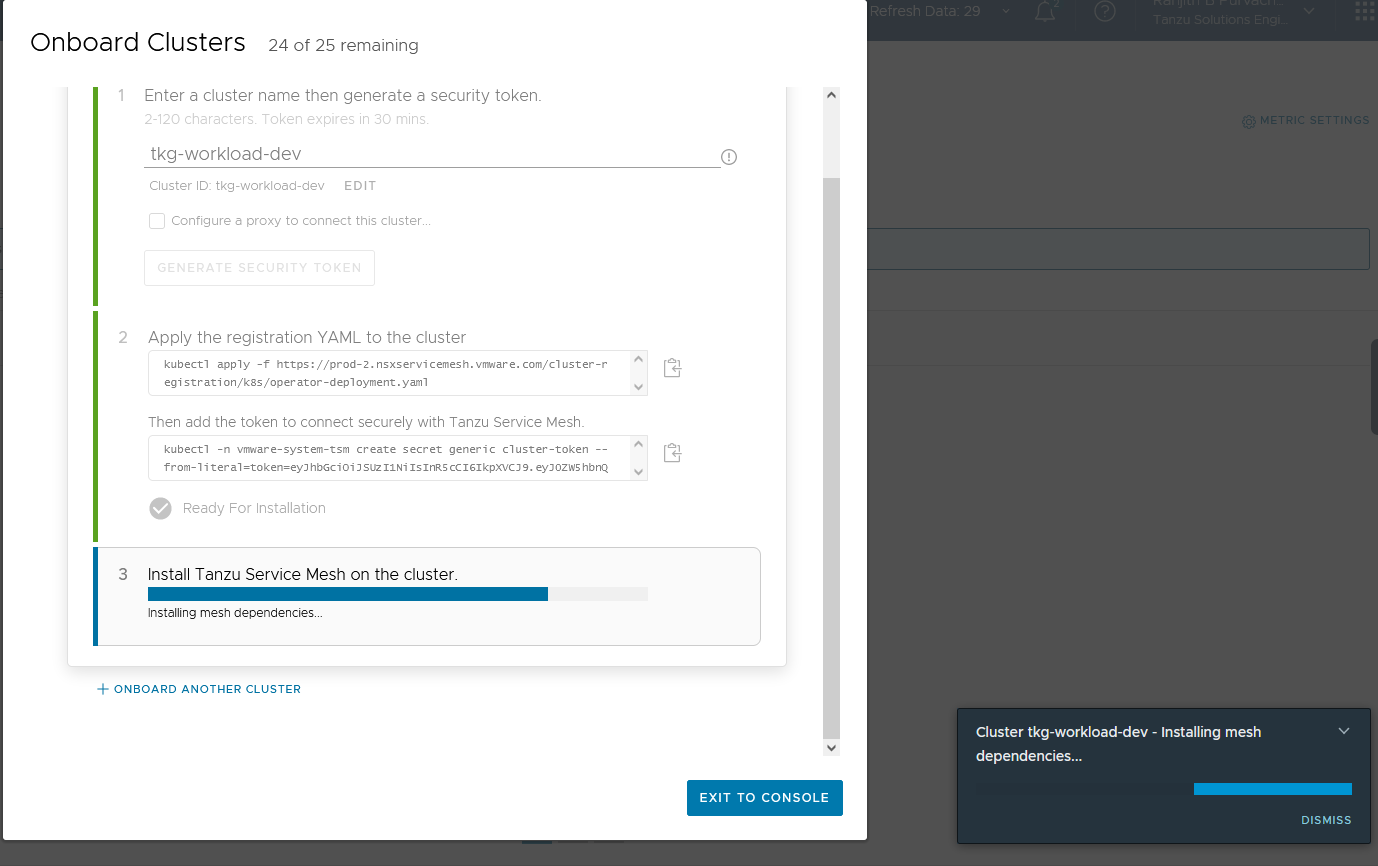 Onboard Clusters 24 of 25 remaining
Refresh Data: 29
2
Tanzu Solutions Engi...
METRIC SETTINGS
1 Enter a cluster name then generate a security token.
2-120 characters. Token expires in 30 mins.
tkg-workload-dev
Cluster ID: tkg-workload-dev EDIT
Configure a proxy to connect this cluster...
GENERATE SECURITY TOKEN
2 Apply the registration YAML to the cluster
kubectl apply -f https://prod-2.nsxservicemesh.vmware.com/cluster-r
egistration/k8s/operator-deployment.yaml
Then add the token to connect securely with Tanzu Service Mesh.
kubectl -n vmware-system-tsm create secret generic cluster-token --
from-literal=token=eyJhbGciOiJSUzI1NiIsInR5cCI6IkpXVCJ9.eyJOZW5hbnQ
Ready For Installation
3 Install Tanzu Service Mesh on the cluster.
Installing mesh dependencies...
ONBOARD ANOTHER CLUSTER
EXIT TO CONSOLE
Cluster tkg-workload-dev - Installing mesh
dependencies...
DISMISS